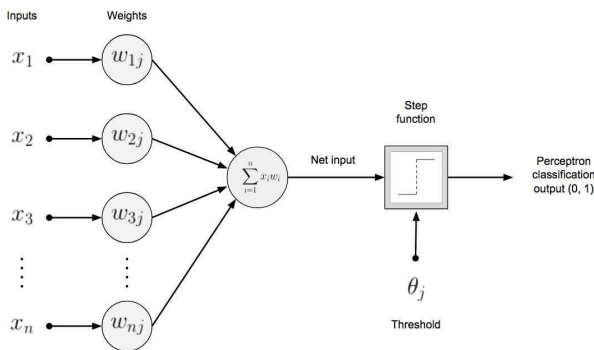 Inputs
Weights
x₁
w₁ⱼ
x₂
w₂ⱼ
x₃
w₃ⱼ
xₙ
wₙⱼ
n
∑ xᵢwᵢ
i=1
Net input
Step
function
θⱼ
Threshold
Perceptron
classification
output (0, 1)